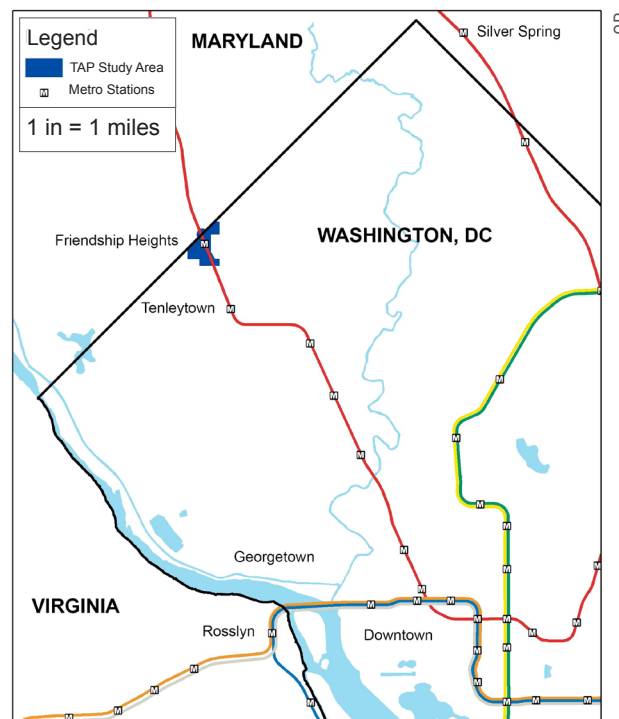 Legend
TAP Study Area
M Metro Stations
1 in = 1 miles
MARYLAND
Silver Spring
Friendship Heights
WASHINGTON, DC
Tenleytown
Georgetown
VIRGINIA
Rosslyn
Downtown